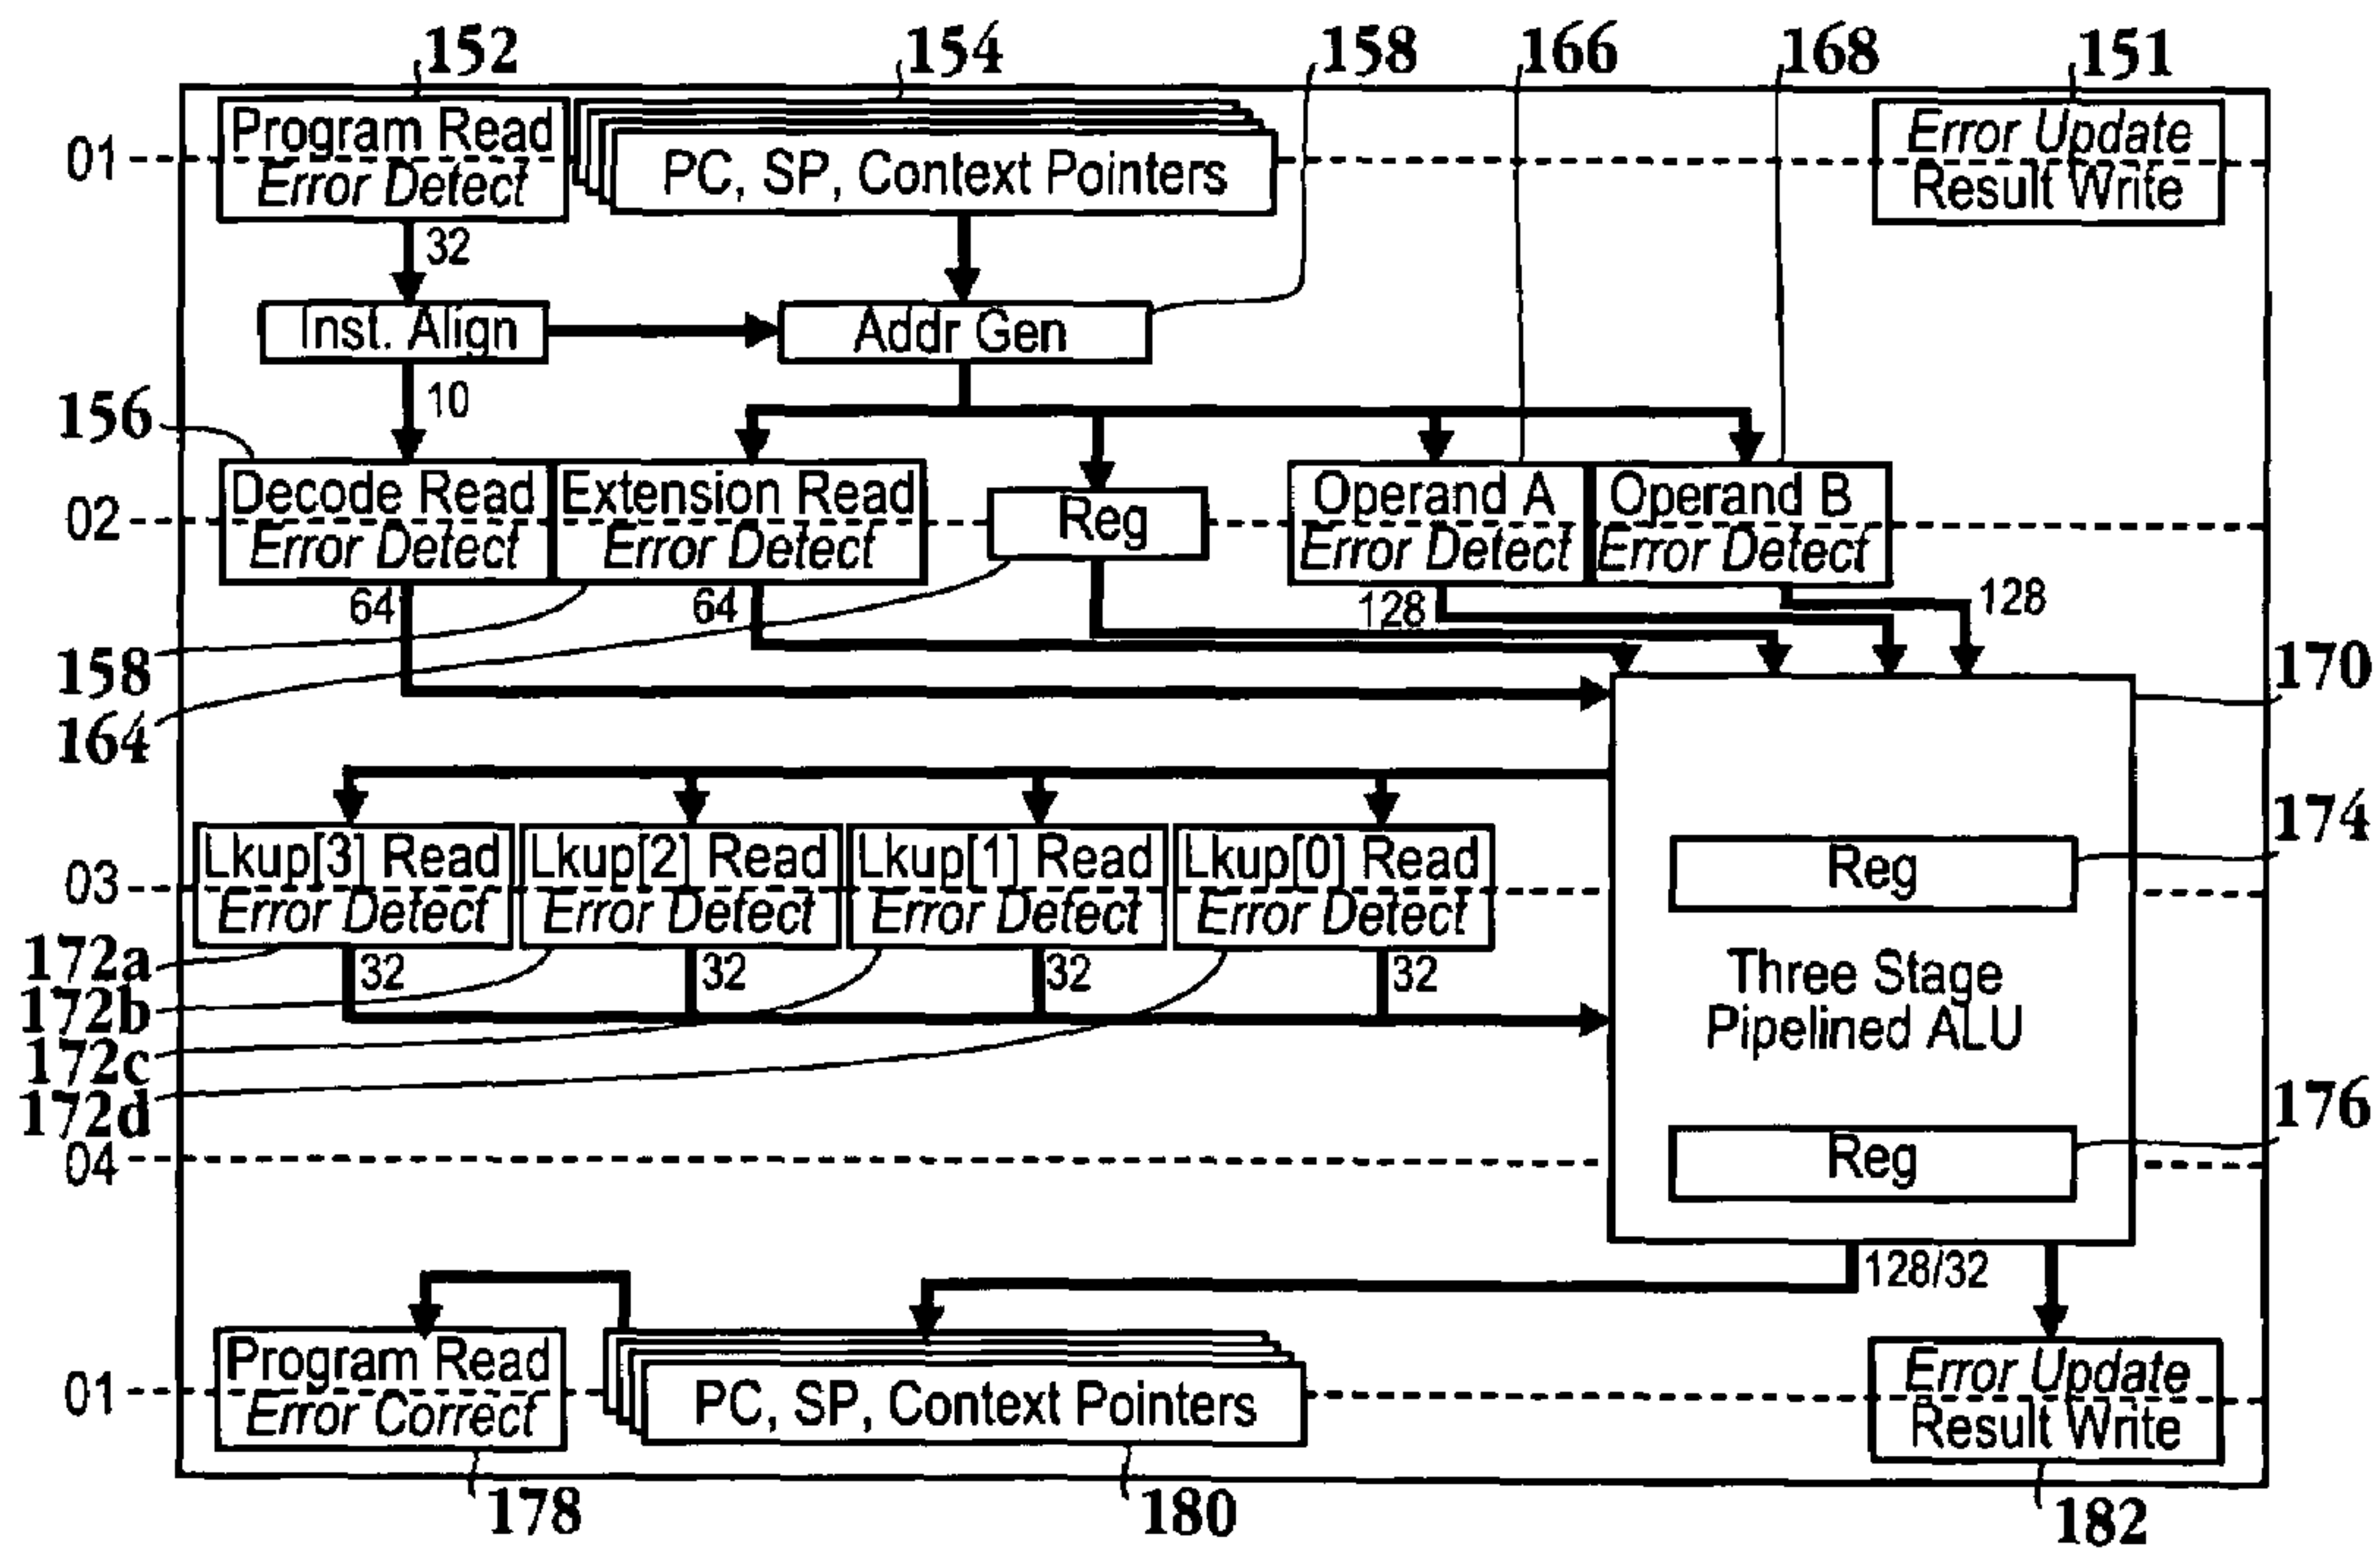 152 154 158 166 168 151
Program Read
Error Detect
PC, SP, Context Pointers
Error Update
Result Write
01
32
Inst. Align
Addr Gen
10
156
Decode Read
Error Detect
Extension Read
Error Detect
Reg
Operand A
Error Detect
Operand B
Error Detect
02
64
64
128
128
158
164
170
Lkup[3] Read
Error Detect
Lkup[2] Read
Error Detect
Lkup[1] Read
Error Detect
Lkup[0] Read
Error Detect
03
Reg
174
32
32
32
32
172a
172b
172c
172d
Three Stage
Pipelined ALU
04
Reg
176
128/32
Program Read
Error Correct
PC, SP, Context Pointers
Error Update
Result Write
01
178
180
182